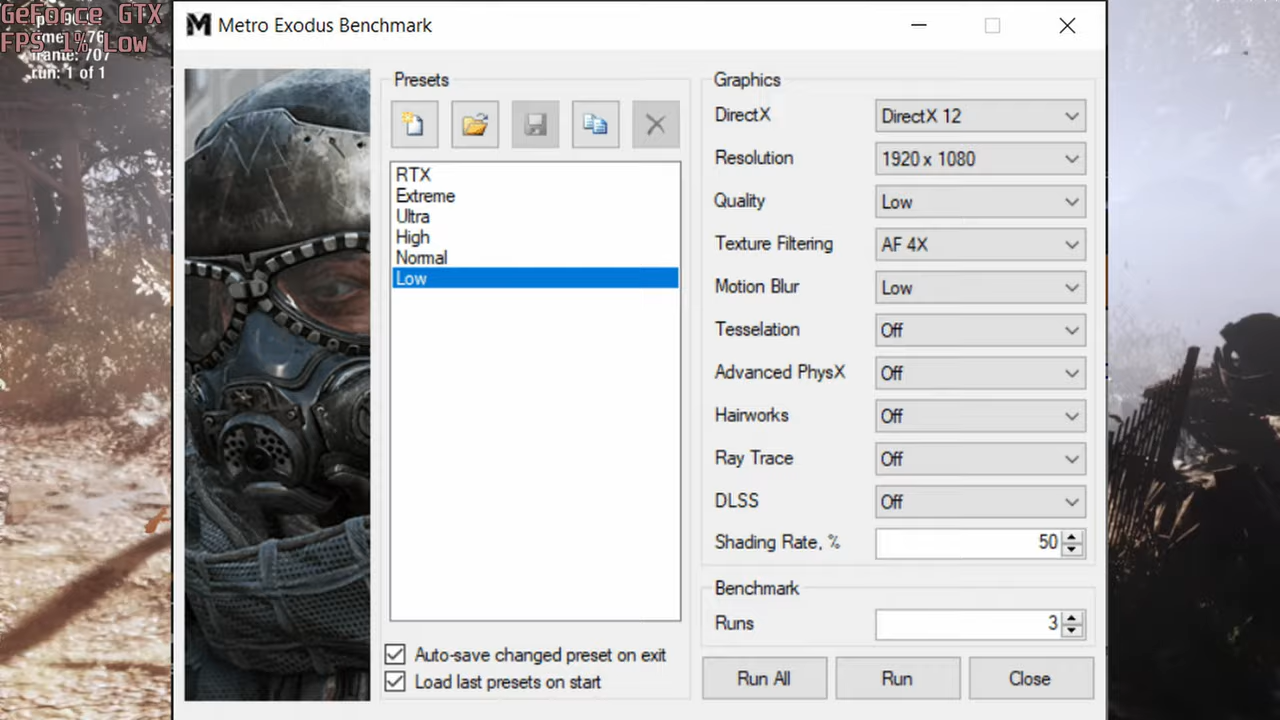 GeForce GTX
FPS 1% Low
frame: 707
run: 1 of 1
Metro Exodus Benchmark
Presets
RTX
Extreme
Ultra
High
Normal
Low
Auto-save changed preset on exit
Load last presets on start
Graphics
DirectX DirectX 12
Resolution 1920 x 1080
Quality Low
Texture Filtering AF 4X
Motion Blur Low
Tesselation Off
Advanced PhysX Off
Hairworks Off
Ray Trace Off
DLSS Off
Shading Rate, % 50
Benchmark
Runs 3
Run All Run Close